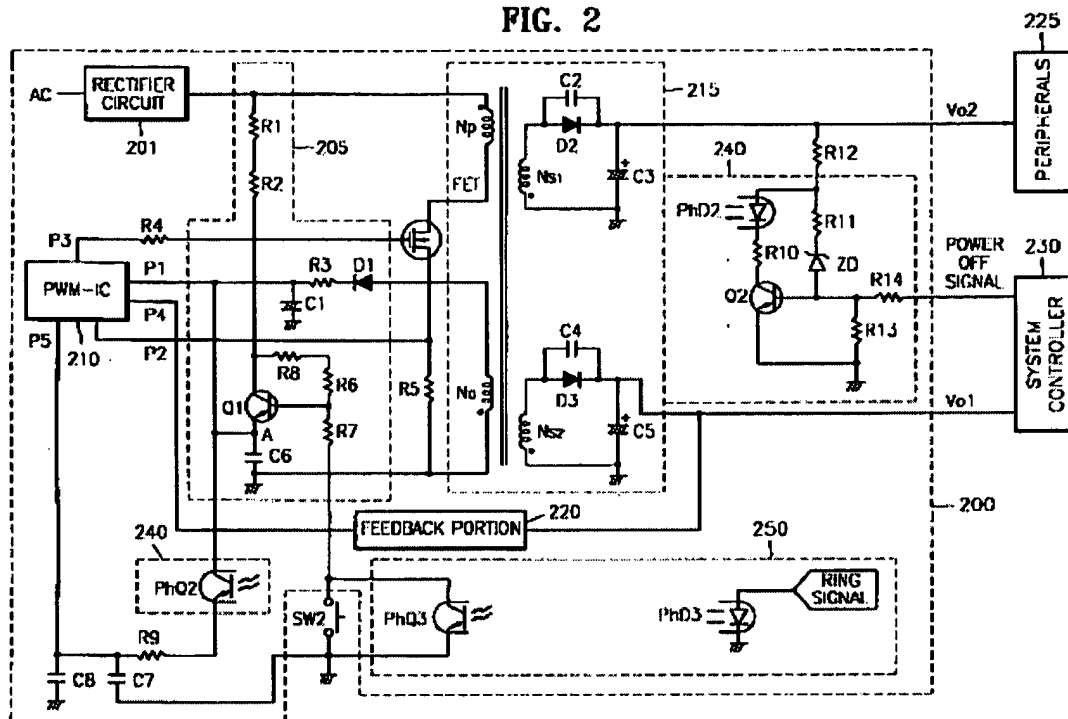 FIG. 2
225
PERIPHERALS
AC
RECTIFIER
CIRCUIT
201
205
215
C2
D2
Np
NS1
C3
Vo2
R1
R2
FET
240
R12
PhD2
R11
R10
ZD
Q2
R14
R13
POWER
OFF
SIGNAL
230
SYSTEM
CONTROLLER
P3
R4
P1
R3
D1
PWM-IC
P4
C1
P5
210
P2
R8
R6
R5
Q1
A
R7
C6
C4
D3
NS2
C5
Vo1
FEEDBACK PORTION
220
200
240
PhQ2
250
SW2
PhQ3
PhD3
RING
SIGNAL
R9
C8
C7